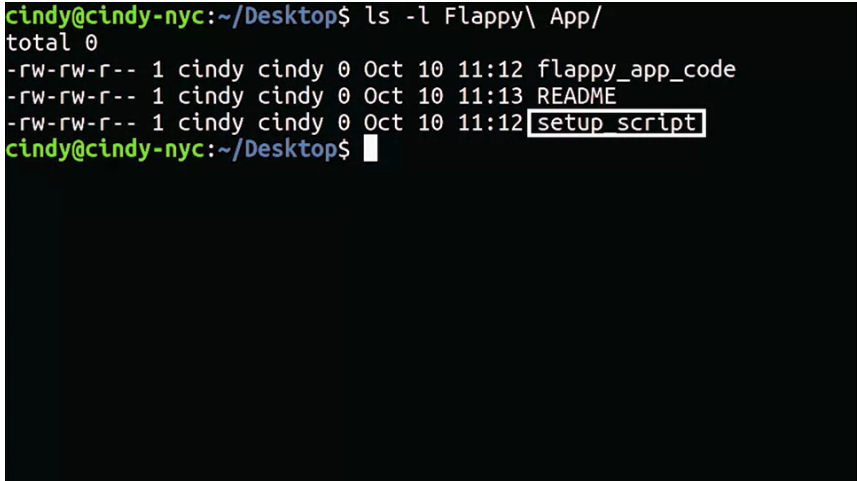 cindy@cindy-nyc:~/Desktop$ ls -l Flappy\ App/
total 0
-rw-rw-r-- 1 cindy cindy 0 Oct 10 11:12 flappy_app_code
-rw-rw-r-- 1 cindy cindy 0 Oct 10 11:13 README
-rw-rw-r-- 1 cindy cindy 0 Oct 10 11:12 setup_script
cindy@cindy-nyc:~/Desktop$